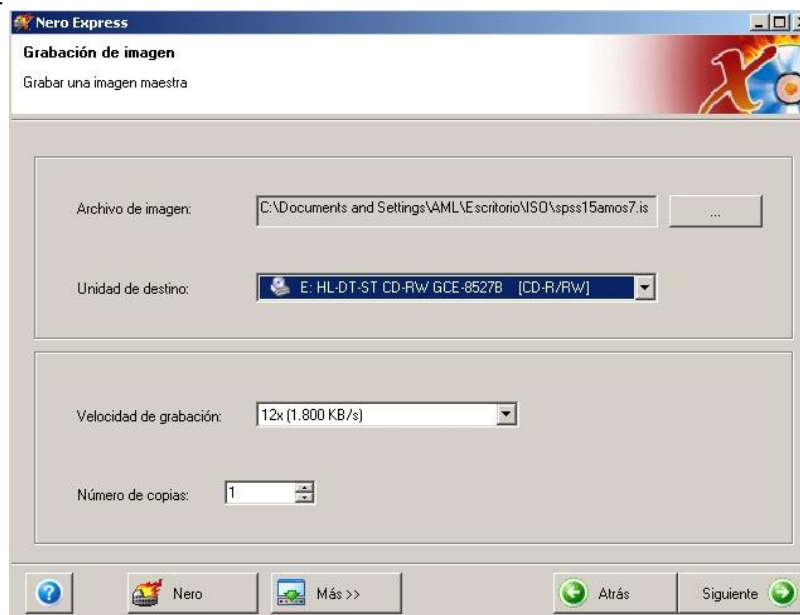 Nero Express
Grabación de imagen
Grabar una imagen maestra
Archivo de imagen: C:\Documents and Settings\AML\Escritorio\ISO\spss15amos7.is ...
Unidad de destino: E: HL-DT-ST CD-RW GCE-8527B [CD-R/RW]
Velocidad de grabación: 12x (1.800 KB/s)
Número de copias: 1
? Nero Más >> Atrás Siguiente